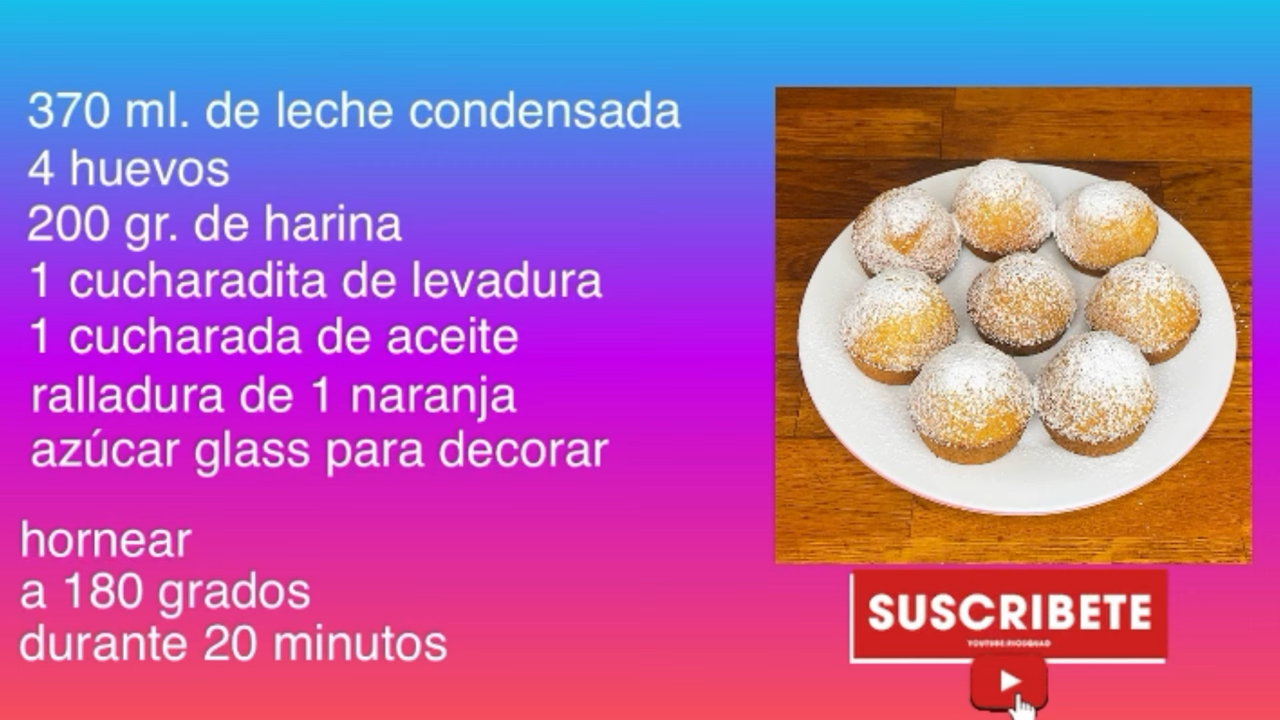 370 ml. de leche condensada
4 huevos
200 gr. de harina
1 cucharadita de levadura
1 cucharada de aceite
ralladura de 1 naranja
azúcar glass para decorar
hornear
a 180 grados
durante 20 minutos
SUSCRIBETE